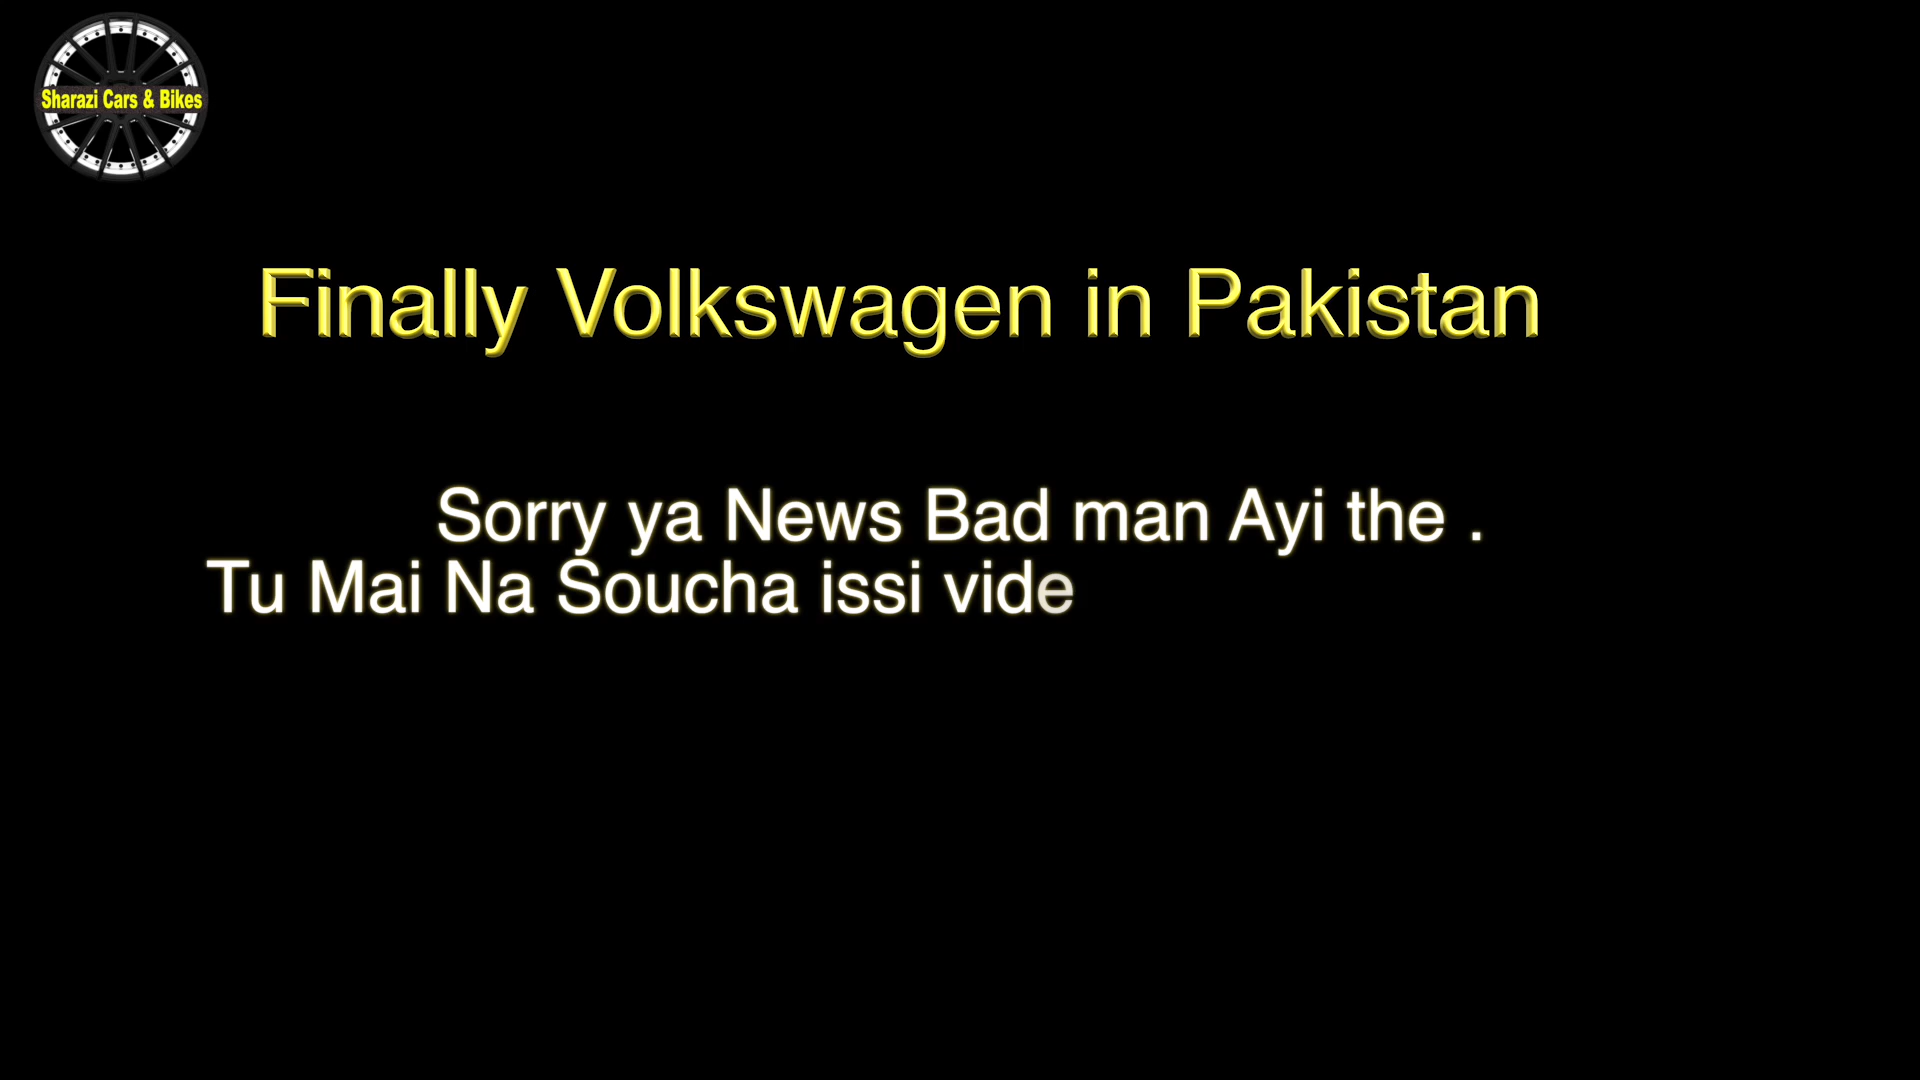 Sharazi Cars & Bikes
Finally Volkswagen in Pakistan
Sorry ya News Bad man Ayi the .
Tu Mai Na Soucha issi vide